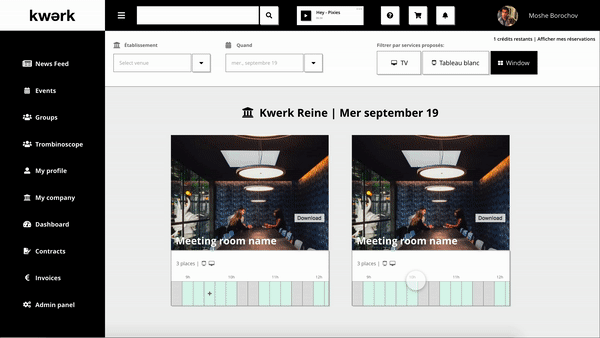 kwərk
Hey - Pixies
Moshe Borochov
1 crédits restants | Afficher mes réservations
Établissement
Quand
Filtrer par services proposés:
Select venue
mer., septembre 19
TV
Tableau blanc
Window
News Feed
Events
Groups
Trombinoscope
My profile
My company
Dashboard
Contracts
Invoices
Admin panel
Kwerk Reine | Mer september 19
Download
Meeting room name
3 places |
9h 10h 11h 12h
+
Download
Meeting room name
3 places |
9h 10h 11h 12h